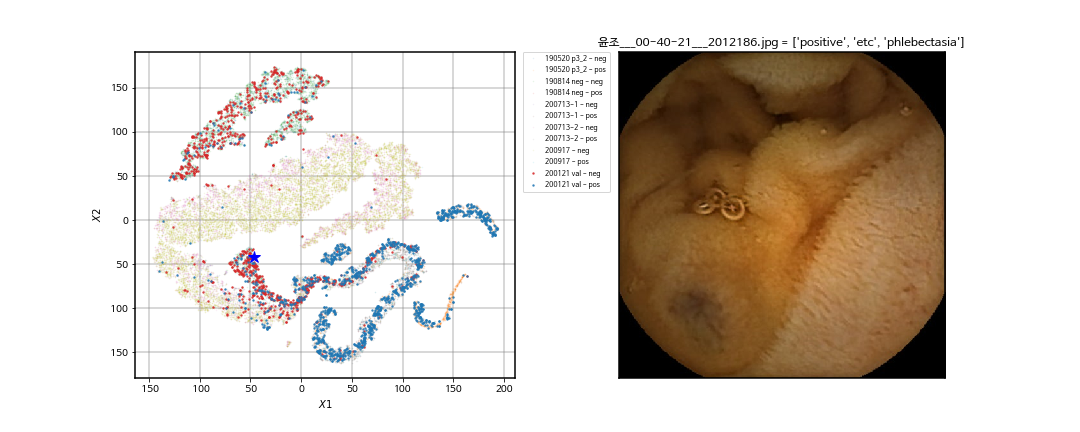 윤조___00-40-21___2012186.jpg = ['positive', 'etc', 'phlebectasia']
190520 p3_2 - neg
190520 p3_2 - pos
190814 neg - neg
190814 neg - pos
200713-1 - neg
200713-1 - pos
200713-2 - neg
200713-2 - pos
200917 - neg
200917 - pos
200121 val - neg
200121 val - pos
150
100
50
0
50
100
150
X2
150 100 50 0 50 100 150 200
X1